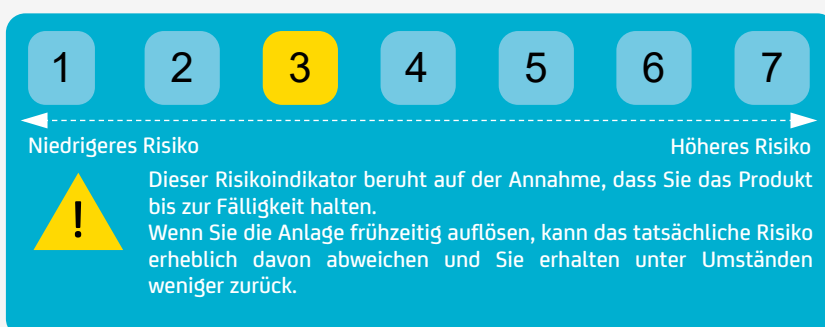 1 2 3 4 5 6 7
Niedrigeres Risiko Höheres Risiko
! Dieser Risikoindikator beruht auf der Annahme, dass Sie das Produkt
bis zur Fälligkeit halten.
Wenn Sie die Anlage frühzeitig auflösen, kann das tatsächliche Risiko
erheblich davon abweichen und Sie erhalten unter Umständen
weniger zurück.